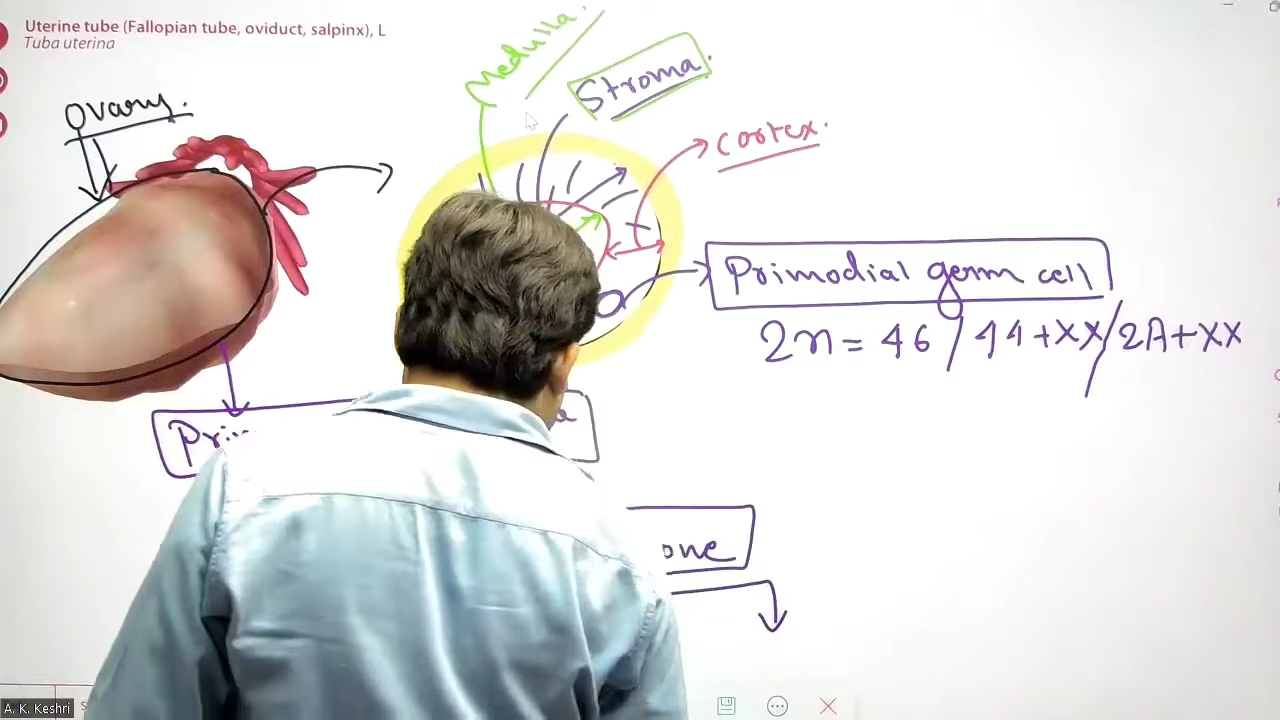 Uterine tube (Fallopian tube, oviduct, salpinx), L
Tuba uterina
ovary.
Medulla.
Stroma.
cortex.
Primodial germ cell
2n = 46 / 44+XX / 2A+XX
one
A. K. Keshri